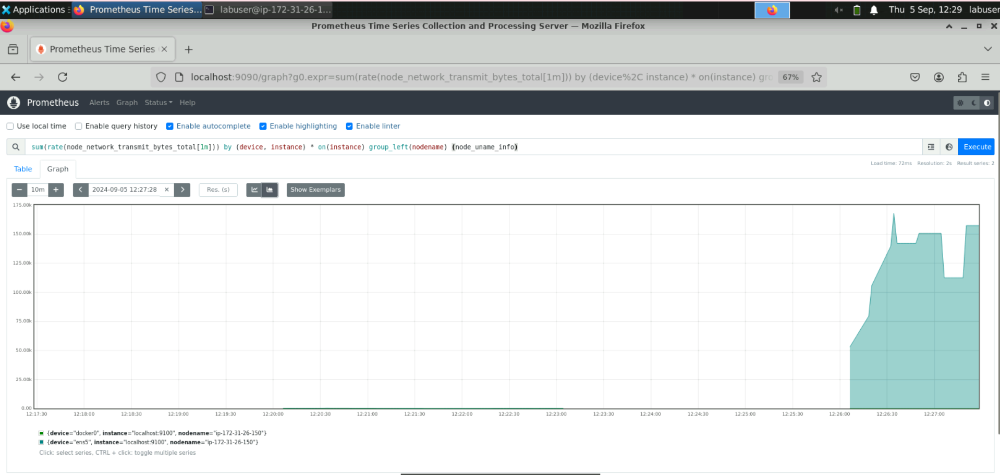 Applications Prometheus Time Series... labuser@ip-172-31-26-1... Thu 5 Sep, 12:29 labuser
Prometheus Time Series Collection and Processing Server — Mozilla Firefox
Prometheus Time Series
localhost:9090/graph?g0.expr=sum(rate(node_network_transmit_bytes_total[1m])) by (device%2C instance) * on(instance) gro 67%
Prometheus Alerts Graph Status Help
Use local time Enable query history Enable autocomplete Enable highlighting Enable linter
sum(rate(node_network_transmit_bytes_total[1m])) by (device, instance) * on(instance) group_left(nodename) (node_uname_info) Execute
Load time: 72ms Resolution: 2s Result series: 2
Table Graph
− 10m + 2024-09-05 12:27:28 × Res. (s) Show Exemplars
175.00k
150.00k
125.00k
100.00k
75.00k
50.00k
25.00k
0.00
12:17:30 12:18:00 12:18:30 12:19:00 12:19:30 12:20:00 12:20:30 12:21:00 12:21:30 12:22:00 12:22:30 12:23:00 12:23:30 12:24:00 12:24:30 12:25:00 12:25:30 12:26:00 12:26:30 12:27:00
{device="docker0", instance="localhost:9100", nodename="ip-172-31-26-150"}
{device="ens5", instance="localhost:9100", nodename="ip-172-31-26-150"}
Click: select series, CTRL + click: toggle multiple series